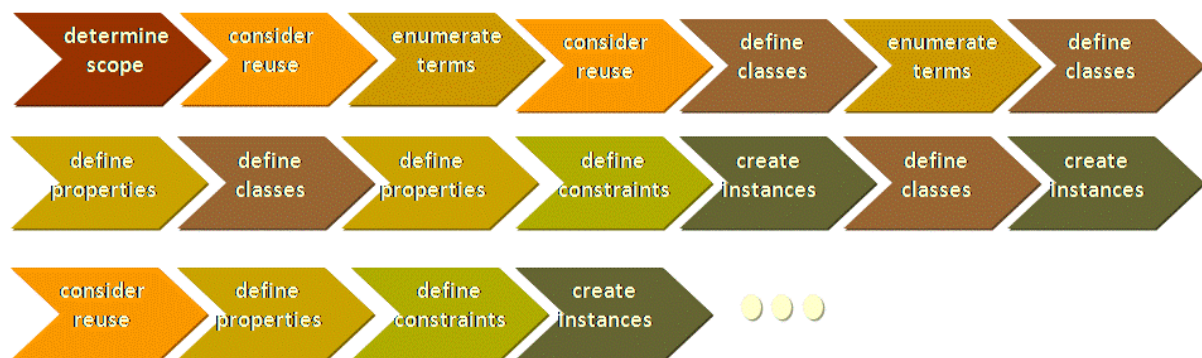 determine consider enumerate consider define enumerate define
scope reuse terms reuse classes terms classes
define define define define create define create
properties classes properties constraints instances classes instances
consider define define create
reuse properties constraints instances